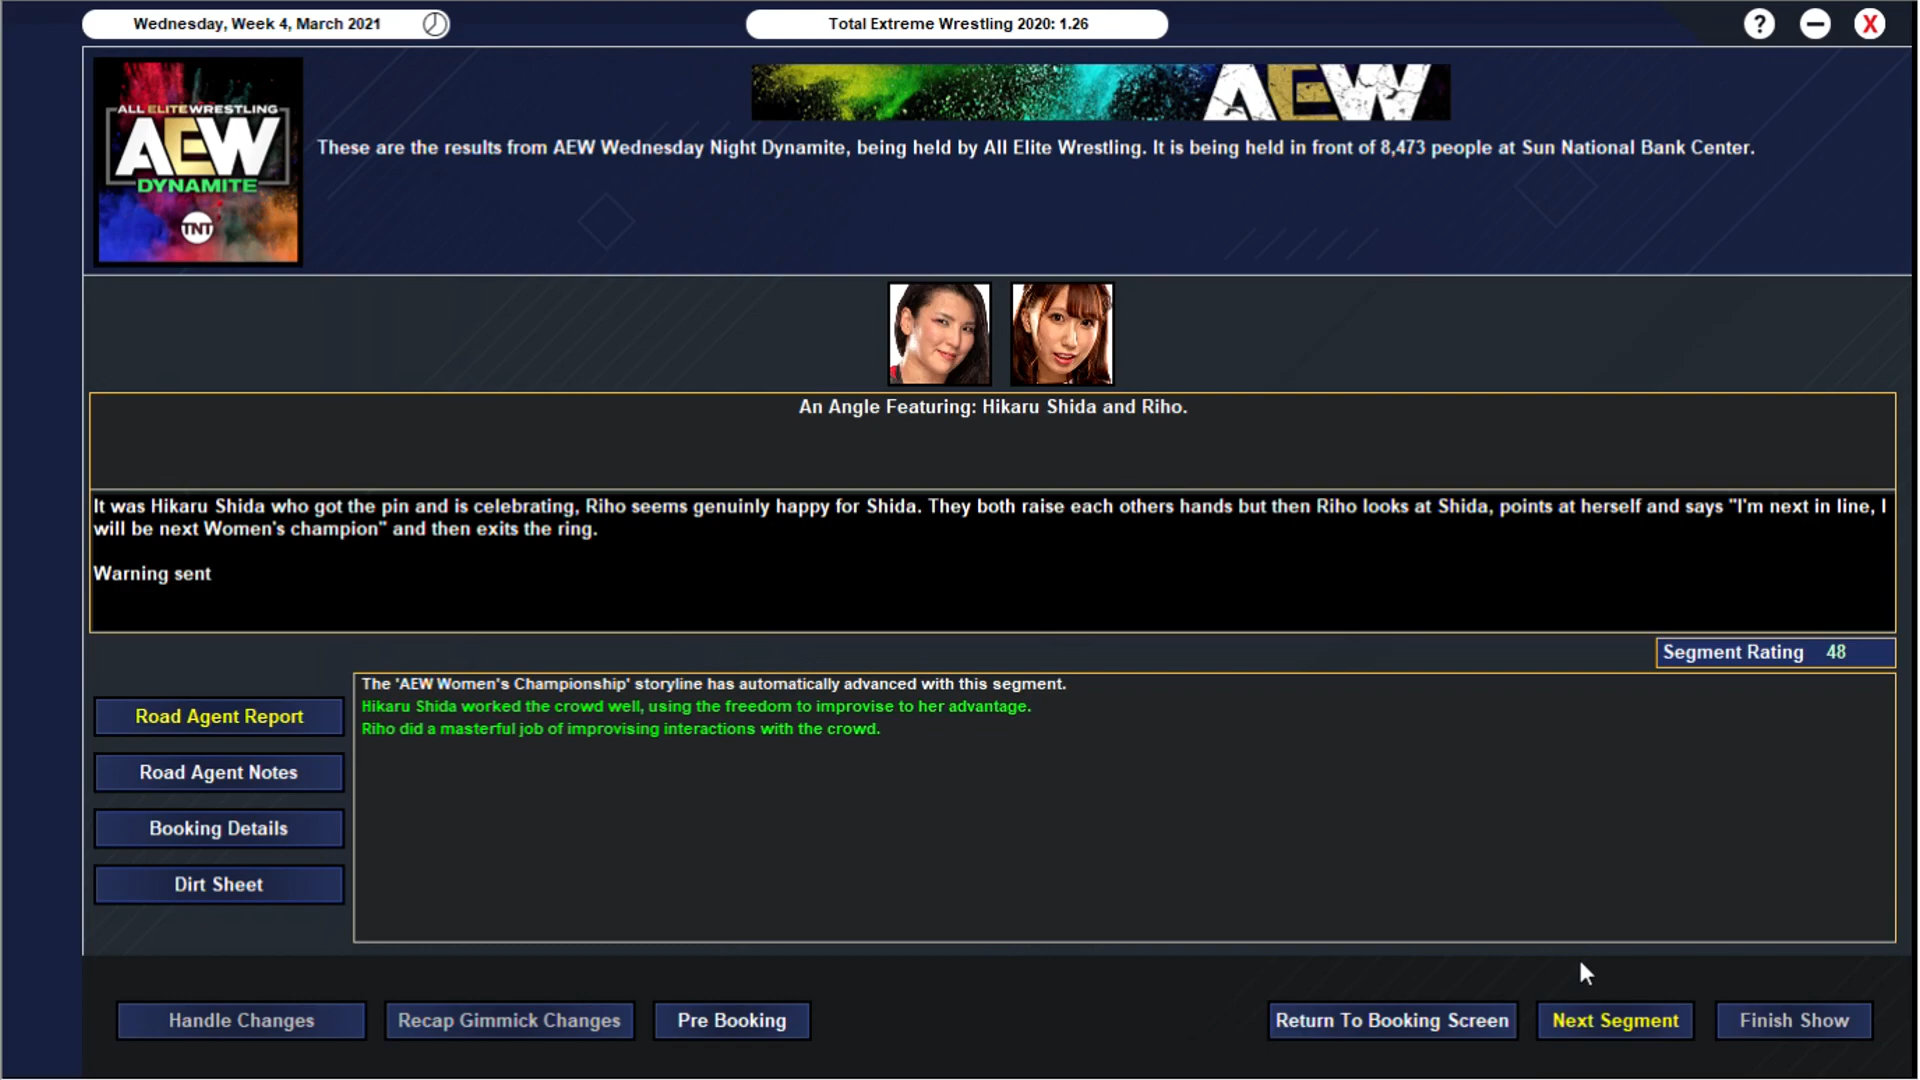 Wednesday, Week 4, March 2021
Total Extreme Wrestling 2020: 1.26
?
X
ALL ELITE WRESTLING
AEW
DYNAMITE
TNT
AEW
These are the results from AEW Wednesday Night Dynamite, being held by All Elite Wrestling. It is being held in front of 8,473 people at Sun National Bank Center.
An Angle Featuring: Hikaru Shida and Riho.
It was Hikaru Shida who got the pin and is celebrating, Riho seems genuinely happy for Shida. They both raise each others hands but then Riho looks at Shida, points at herself and says "I'm next in line, I
will be next Women's champion" and then exits the ring.
Warning sent
Segment Rating 48
The 'AEW Women's Championship' storyline has automatically advanced with this segment.
Hikaru Shida worked the crowd well, using the freedom to improvise to her advantage.
Riho did a masterful job of improvising interactions with the crowd.
Road Agent Report
Road Agent Notes
Booking Details
Dirt Sheet
Handle Changes
Recap Gimmick Changes
Pre Booking
Return To Booking Screen
Next Segment
Finish Show